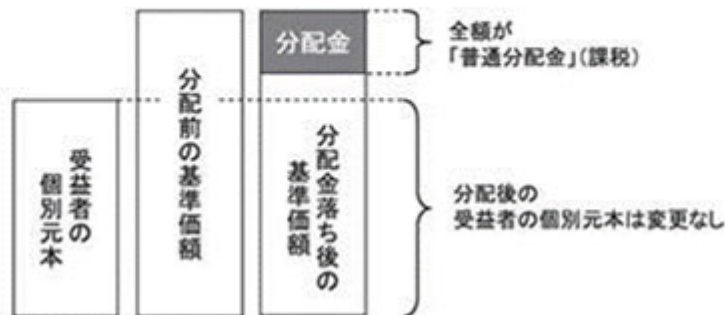 受益者の
個別元本
分配前の基準価額
分配金
分配金落ち後の
基準価額
全額が
「普通分配金」(課税)
分配後の
受益者の個別元本は変更なし